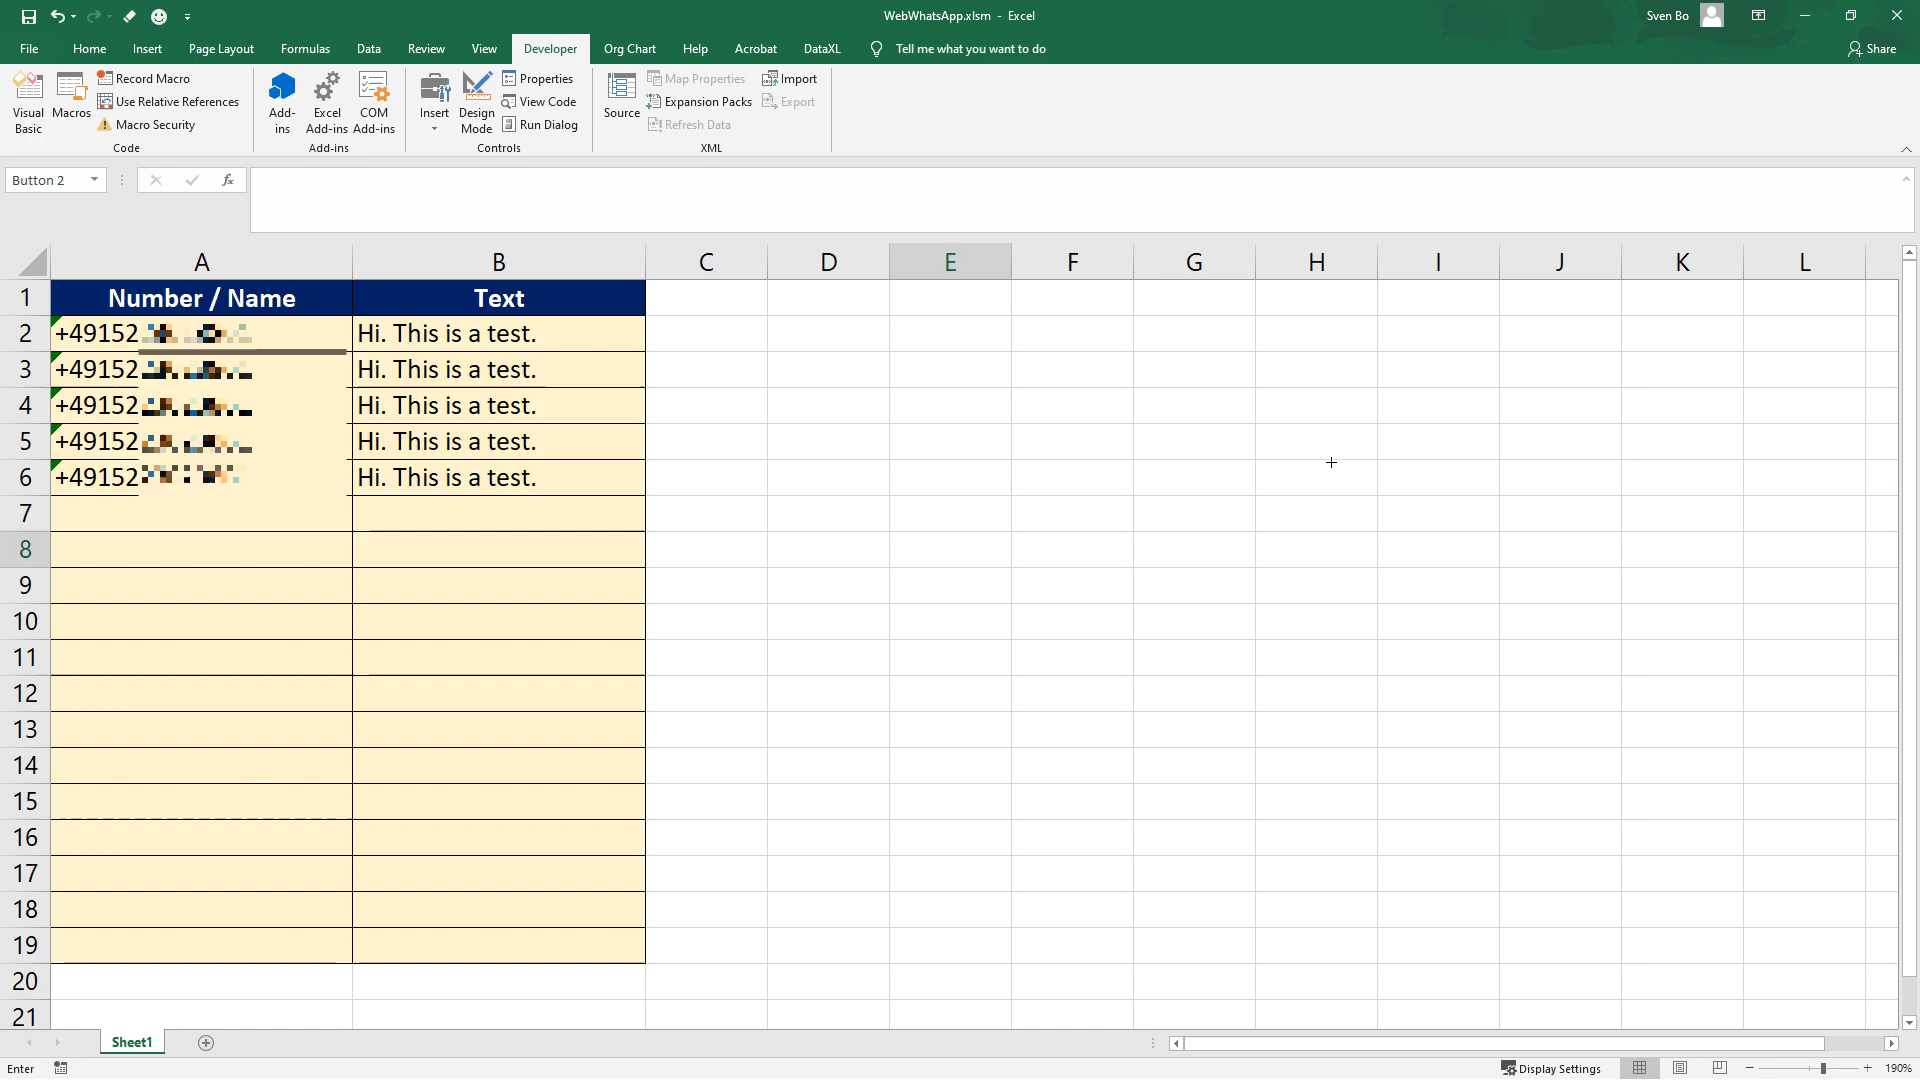 WebWhatsApp.xlsm - Excel
Sven Bo
File Home Insert Page Layout Formulas Data Review View Developer Org Chart Help Acrobat DataXL Tell me what you want to do Share
Visual Basic
Macros
Record Macro
Use Relative References
Macro Security
Code
Add-ins
Excel Add-ins
COM Add-ins
Add-ins
Insert
Design Mode
Properties
View Code
Run Dialog
Controls
Source
Map Properties
Expansion Packs
Refresh Data
Import
Export
XML
Button 2
fx
A B C D E F G H I J K L
1 Number / Name Text
2 +49152 Hi. This is a test.
3 +49152 Hi. This is a test.
4 +49152 Hi. This is a test.
5 +49152 Hi. This is a test.
6 +49152 Hi. This is a test.
7
8
9
10
11
12
13
14
15
16
17
18
19
20
21
Sheet1
Enter
Display Settings
190%